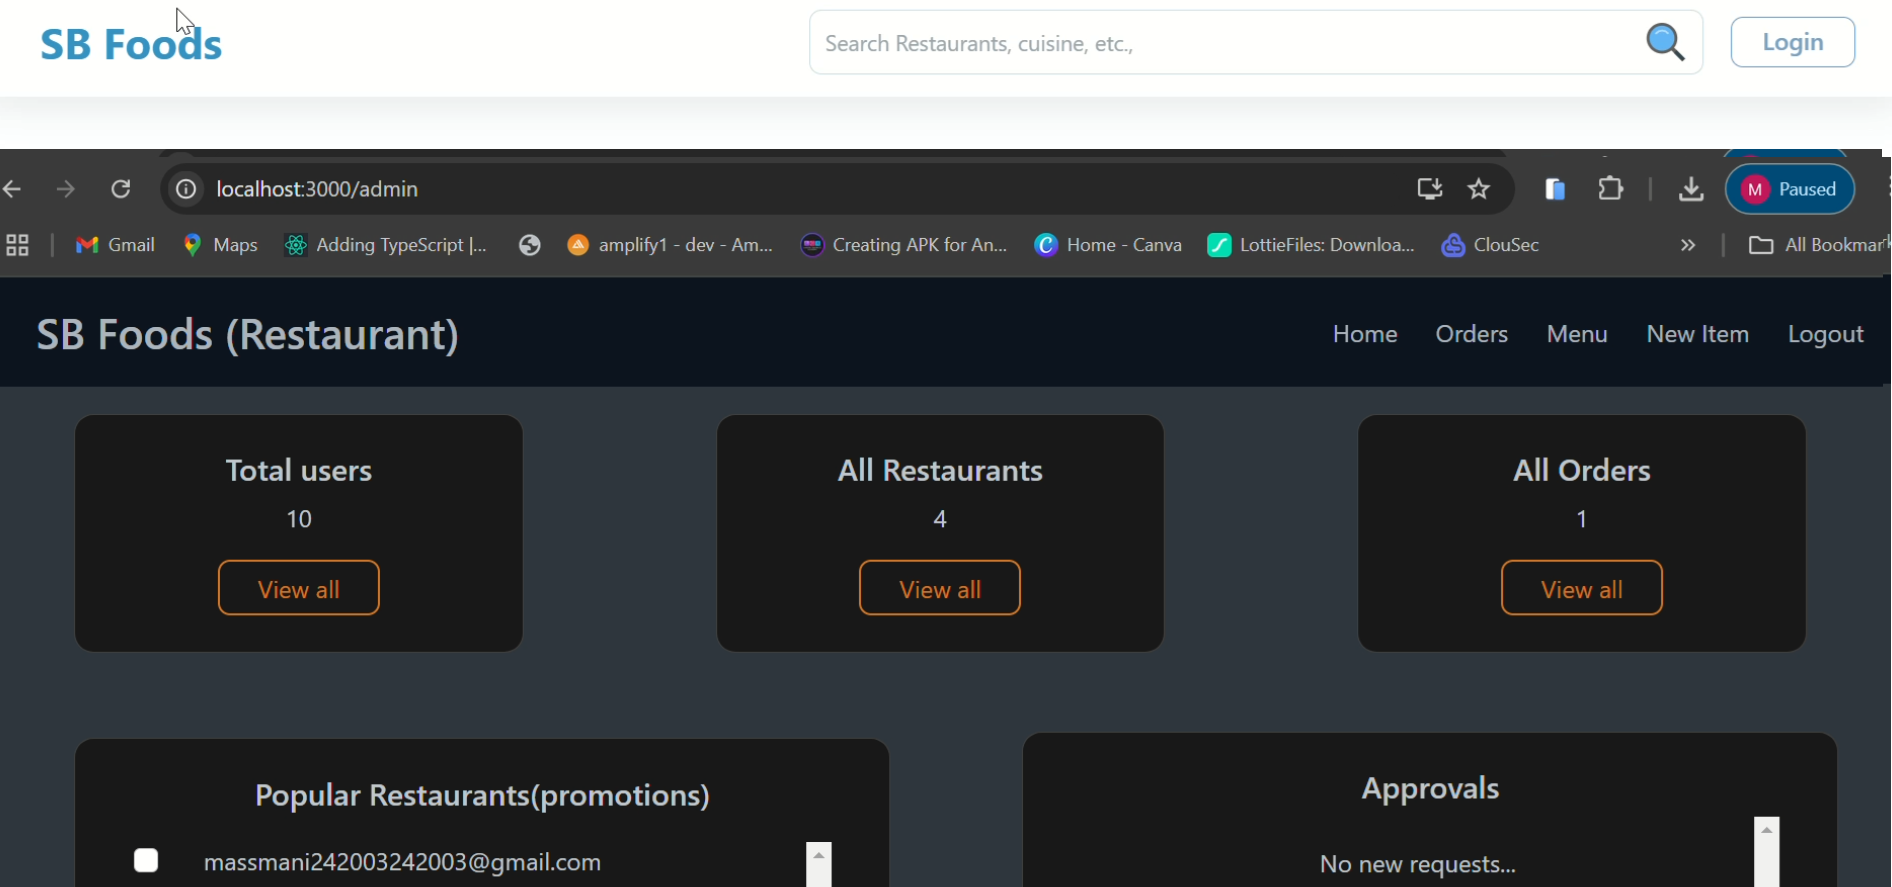 SB Foods
Search Restaurants, cuisine, etc.,
Login
localhost:3000/admin
M Paused
Gmail
Maps
Adding TypeScript |...
amplify1 - dev - Am...
Creating APK for An...
Home - Canva
LottieFiles: Downloa...
ClouSec
»
All Bookmark
SB Foods (Restaurant)
Home
Orders
Menu
New Item
Logout
Total users
10
View all
All Restaurants
4
View all
All Orders
1
View all
Popular Restaurants(promotions)
massmani242003242003@gmail.com
Approvals
No new requests...